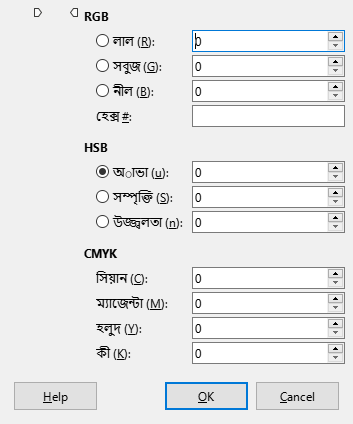 RGB
লাল (R): 0
সবুজ (G): 0
নীল (B): 0
হেক্স #:
HSB
অাভা (u): 0
সম্পৃক্তি (S): 0
উজ্জ্বলতা (n): 0
CMYK
সিয়ান (C): 0
ম্যাজেন্টা (M): 0
হলুদ (Y): 0
কী (K): 0
Help OK Cancel